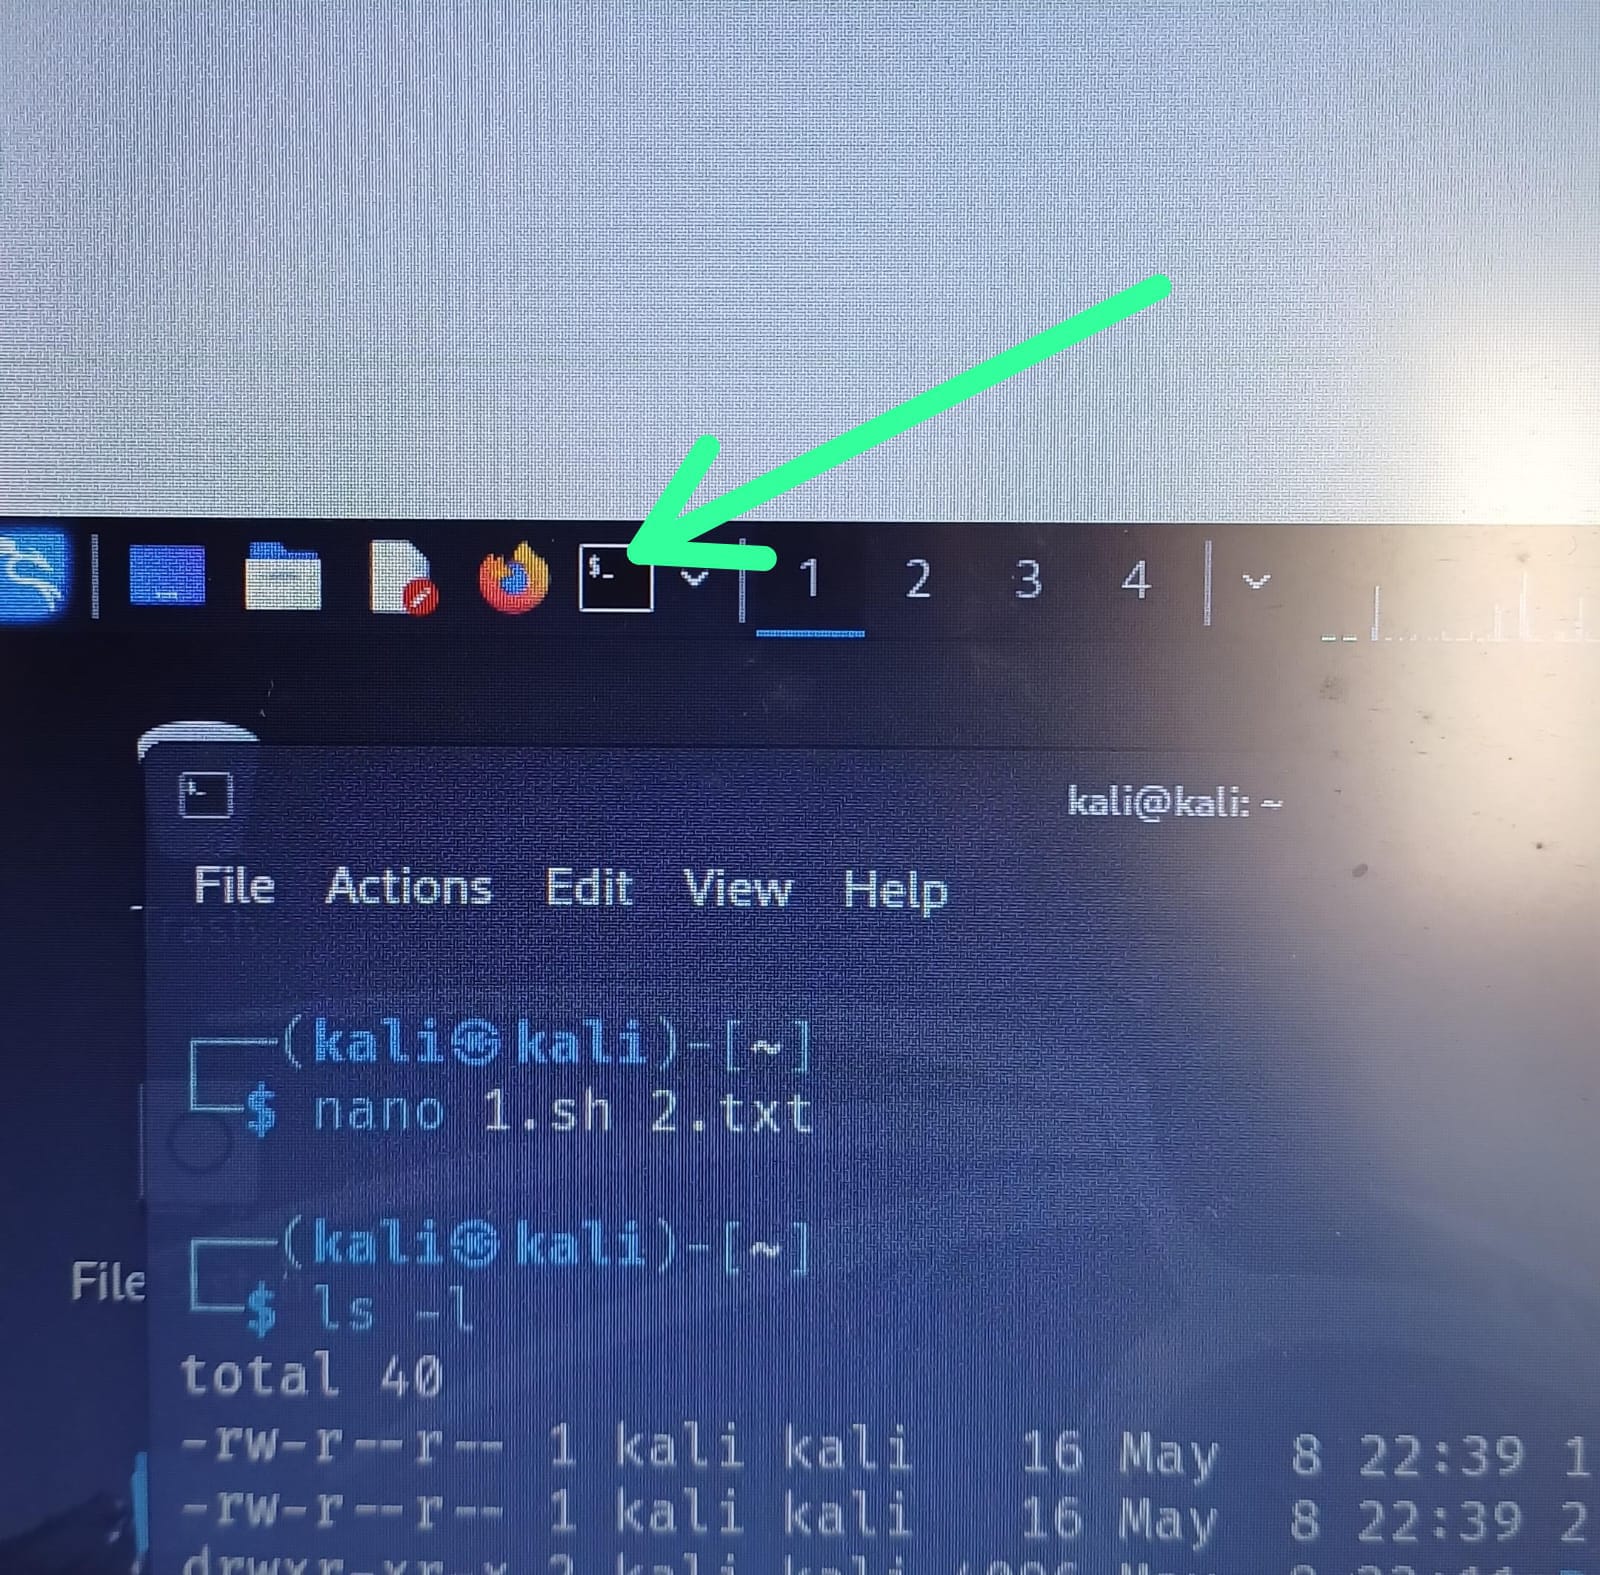 $_
1 2 3 4
$_
kali@kali: ~
File Actions Edit View Help
(kali㉿kali)-[~]
$ nano 1.sh 2.txt
(kali㉿kali)-[~]
File
$ ls -l
total 40
-rw-r--r-- 1 kali kali 16 May 8 22:39 1
-rw-r--r-- 1 kali kali 16 May 8 22:39 2